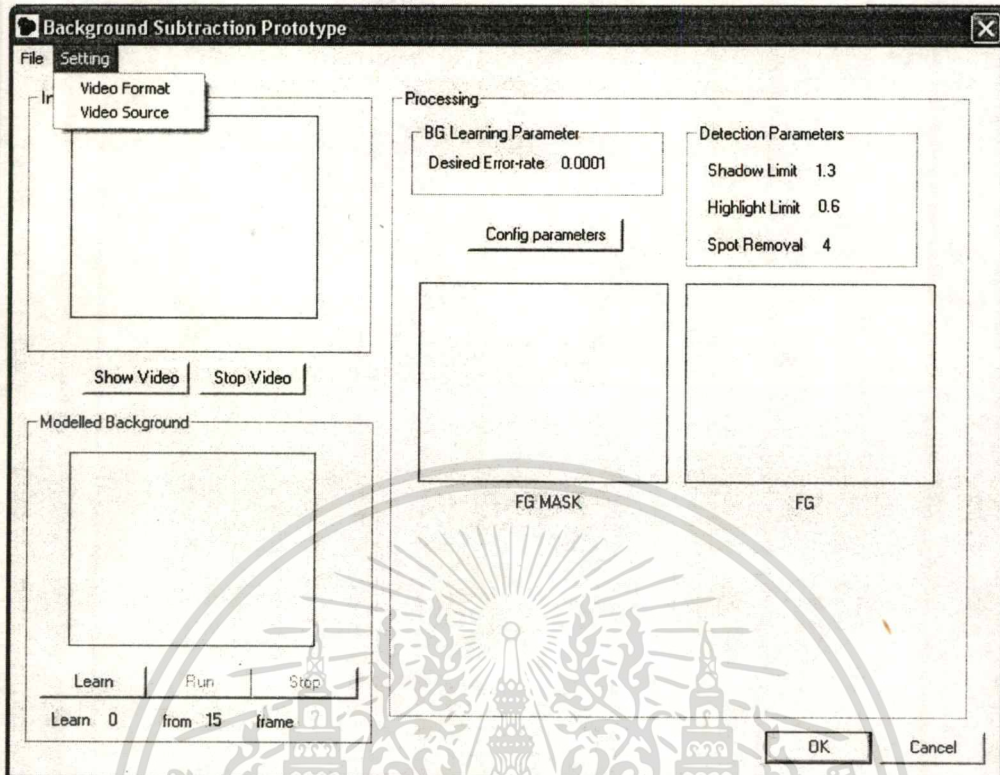 Background Subtraction Prototype
File Setting
Video Format
Video Source
Processing
BG Learning Parameter
Desired Error-rate 0.0001
Config parameters
Detection Parameters
Shadow Limit 1.3
Highlight Limit 0.6
Spot Removal 4
Show Video Stop Video
Modelled Background
FG MASK
FG
Learn Run Stop
Learn 0 from 15 frame
OK Cancel